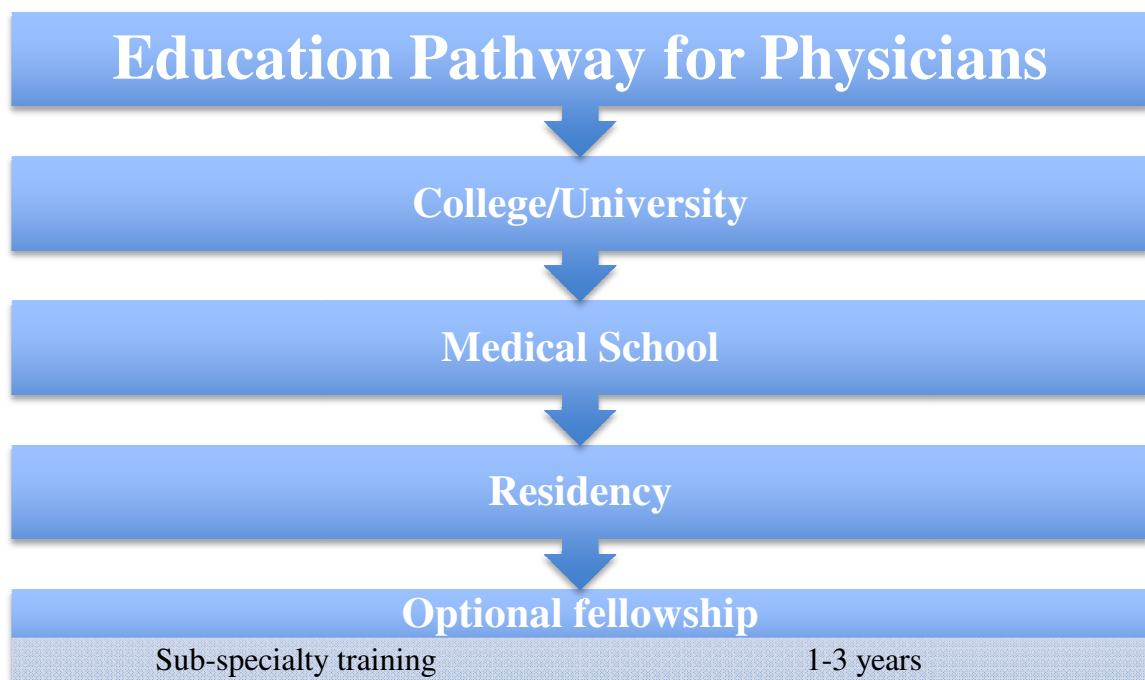 Education Pathway for Physicians
College/University
Medical School
Residency
Optional fellowship
Sub-specialty training 1-3 years